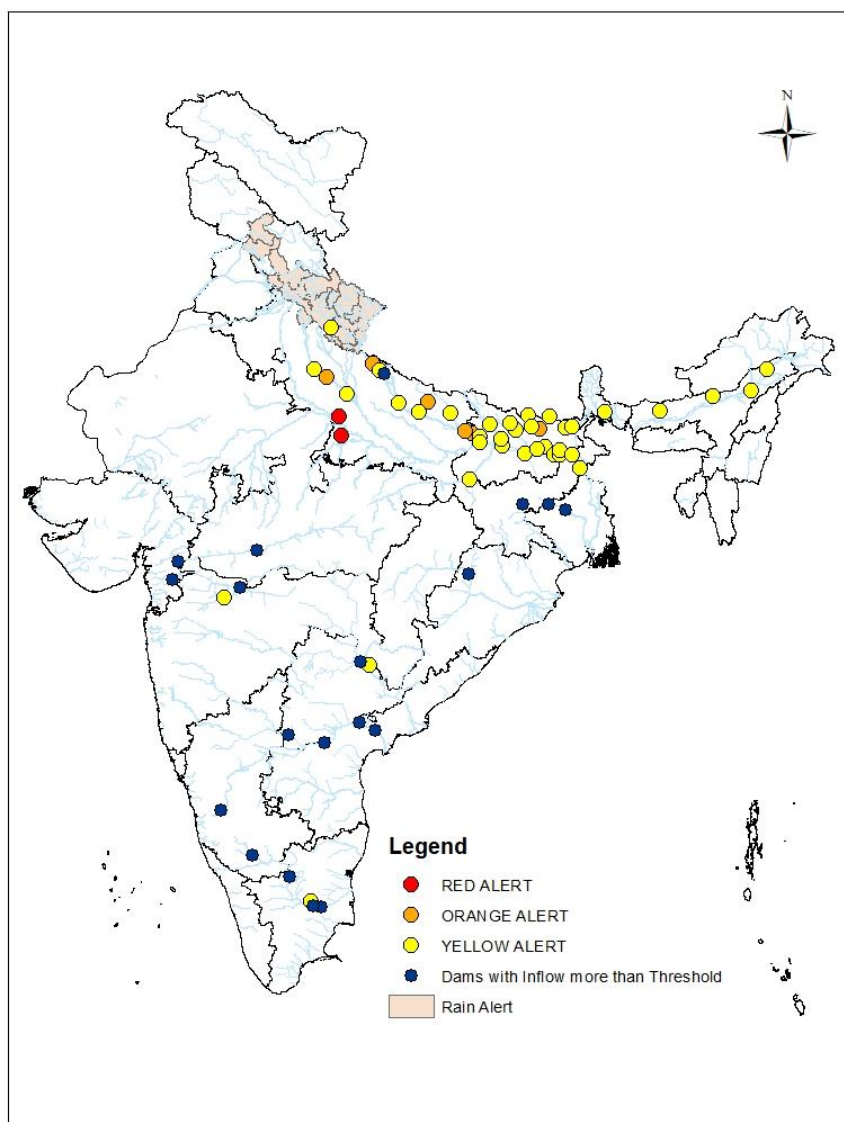 N
Legend
RED ALERT
ORANGE ALERT
YELLOW ALERT
Dams with Inflow more than Threshold
Rain Alert